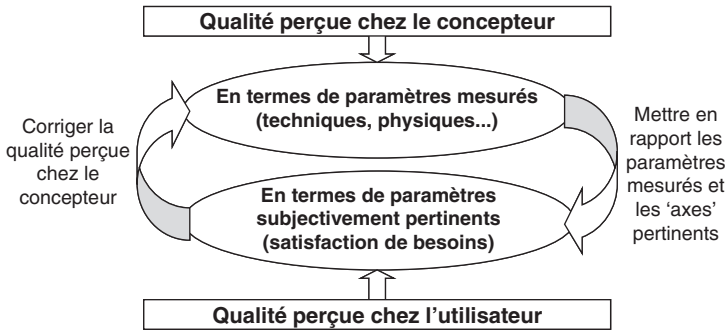 Qualité perçue chez le concepteur
En termes de paramètres mesurés
(techniques, physiques...)
Corriger la
qualité perçue
chez le
concepteur
Mettre en
rapport les
paramètres
mesurés et
les ‘axes’
pertinents
En termes de paramètres
subjectivement pertinents
(satisfaction de besoins)
Qualité perçue chez l’utilisateur